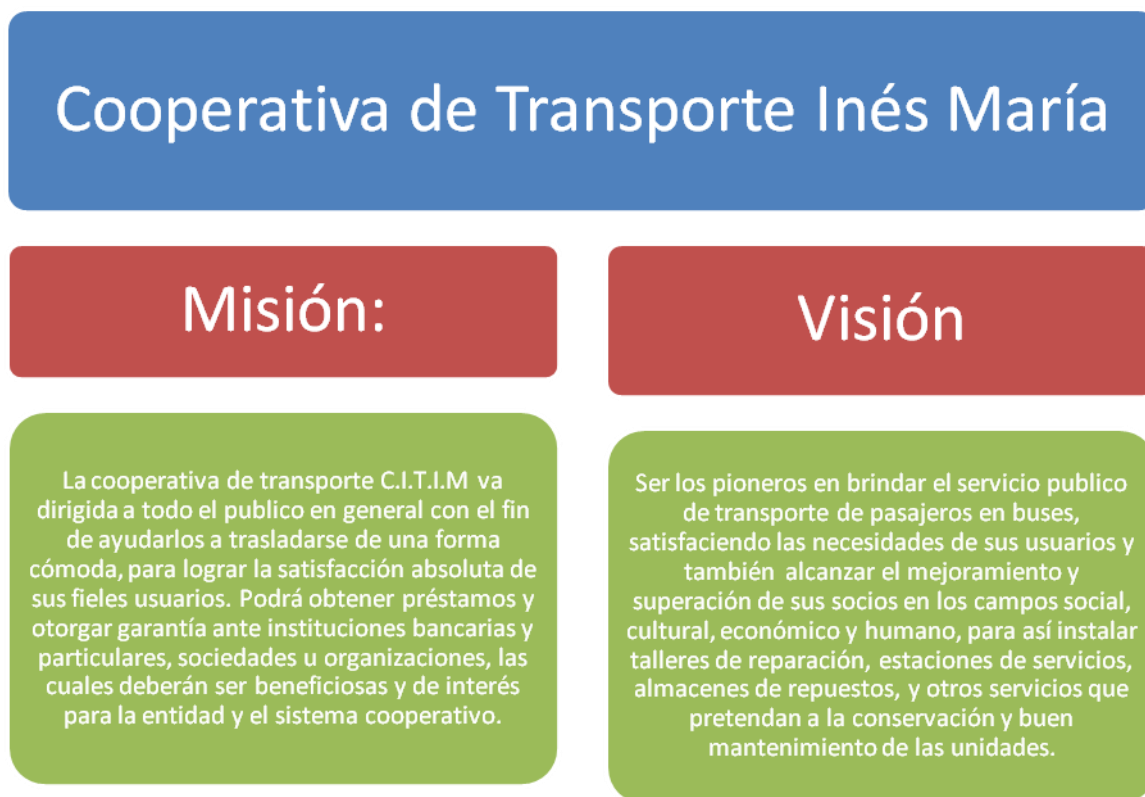 Cooperativa de Transporte Inés María
Misión:
La cooperativa de transporte C.I.T.I.M va
dirigida a todo el publico en general con el fin
de ayudarlos a trasladarse de una forma
cómoda, para lograr la satisfacción absoluta de
sus fieles usuarios. Podrá obtener préstamos y
otorgar garantía ante instituciones bancarias y
particulares, sociedades u organizaciones, las
cuales deberán ser beneficiosas y de interés
para la entidad y el sistema cooperativo.
Visión
Ser los pioneros en brindar el servicio publico
de transporte de pasajeros en buses,
satisfaciendo las necesidades de sus usuarios y
también alcanzar el mejoramiento y
superación de sus socios en los campos social,
cultural, económico y humano, para así instalar
talleres de reparación, estaciones de servicios,
almacenes de repuestos, y otros servicios que
pretendan a la conservación y buen
mantenimiento de las unidades.